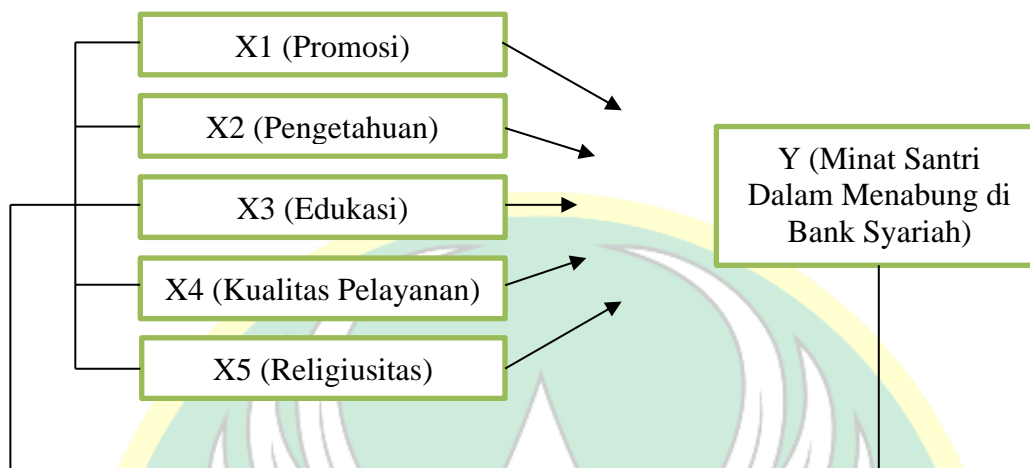 X1 (Promosi)
X2 (Pengetahuan)
X3 (Edukasi)
X4 (Kualitas Pelayanan)
X5 (Religiusitas)
Y (Minat Santri
Dalam Menabung di
Bank Syariah)